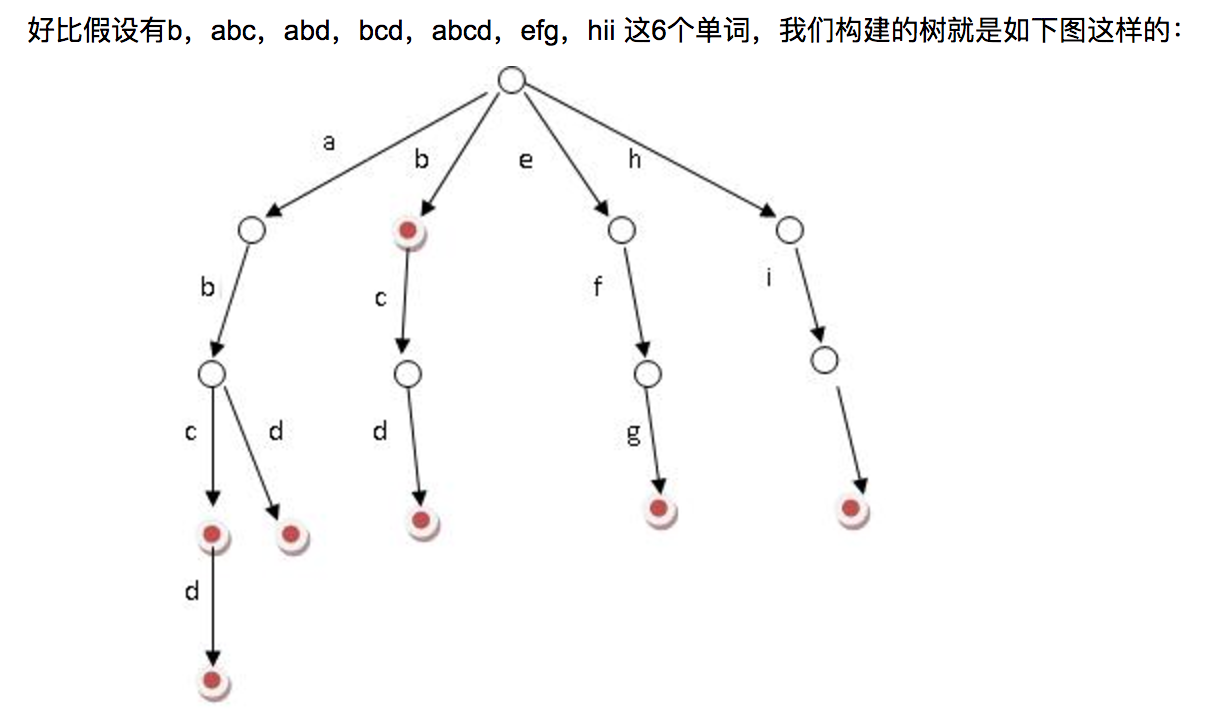 好比假设有b，abc，abd，bcd，abcd，efg，hii 这6个单词，我们构建的树就是如下图这样的：
a
b
e
h
b
c
f
i
c
d
d
g
d